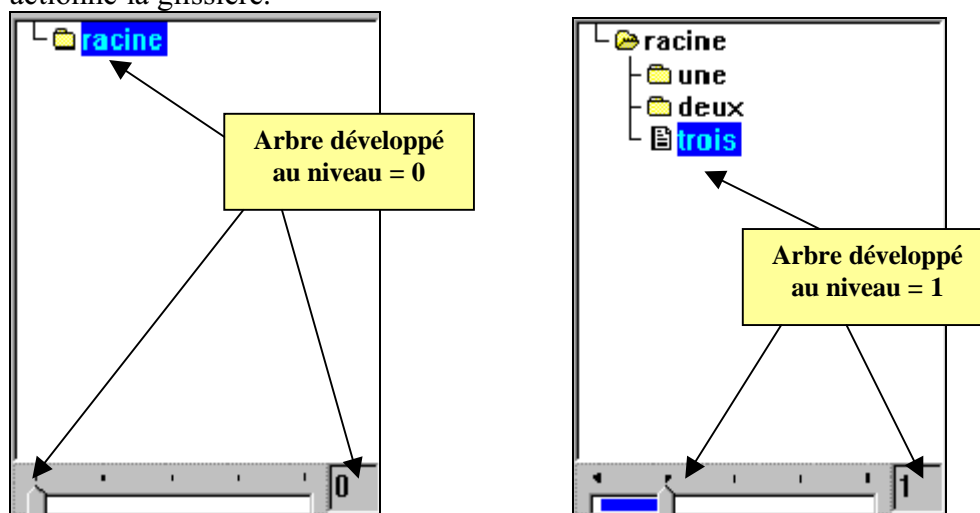 actionne la glissière.
racine
Arbre développé
au niveau = 0
0
racine
une
deux
trois
Arbre développé
au niveau = 1
1